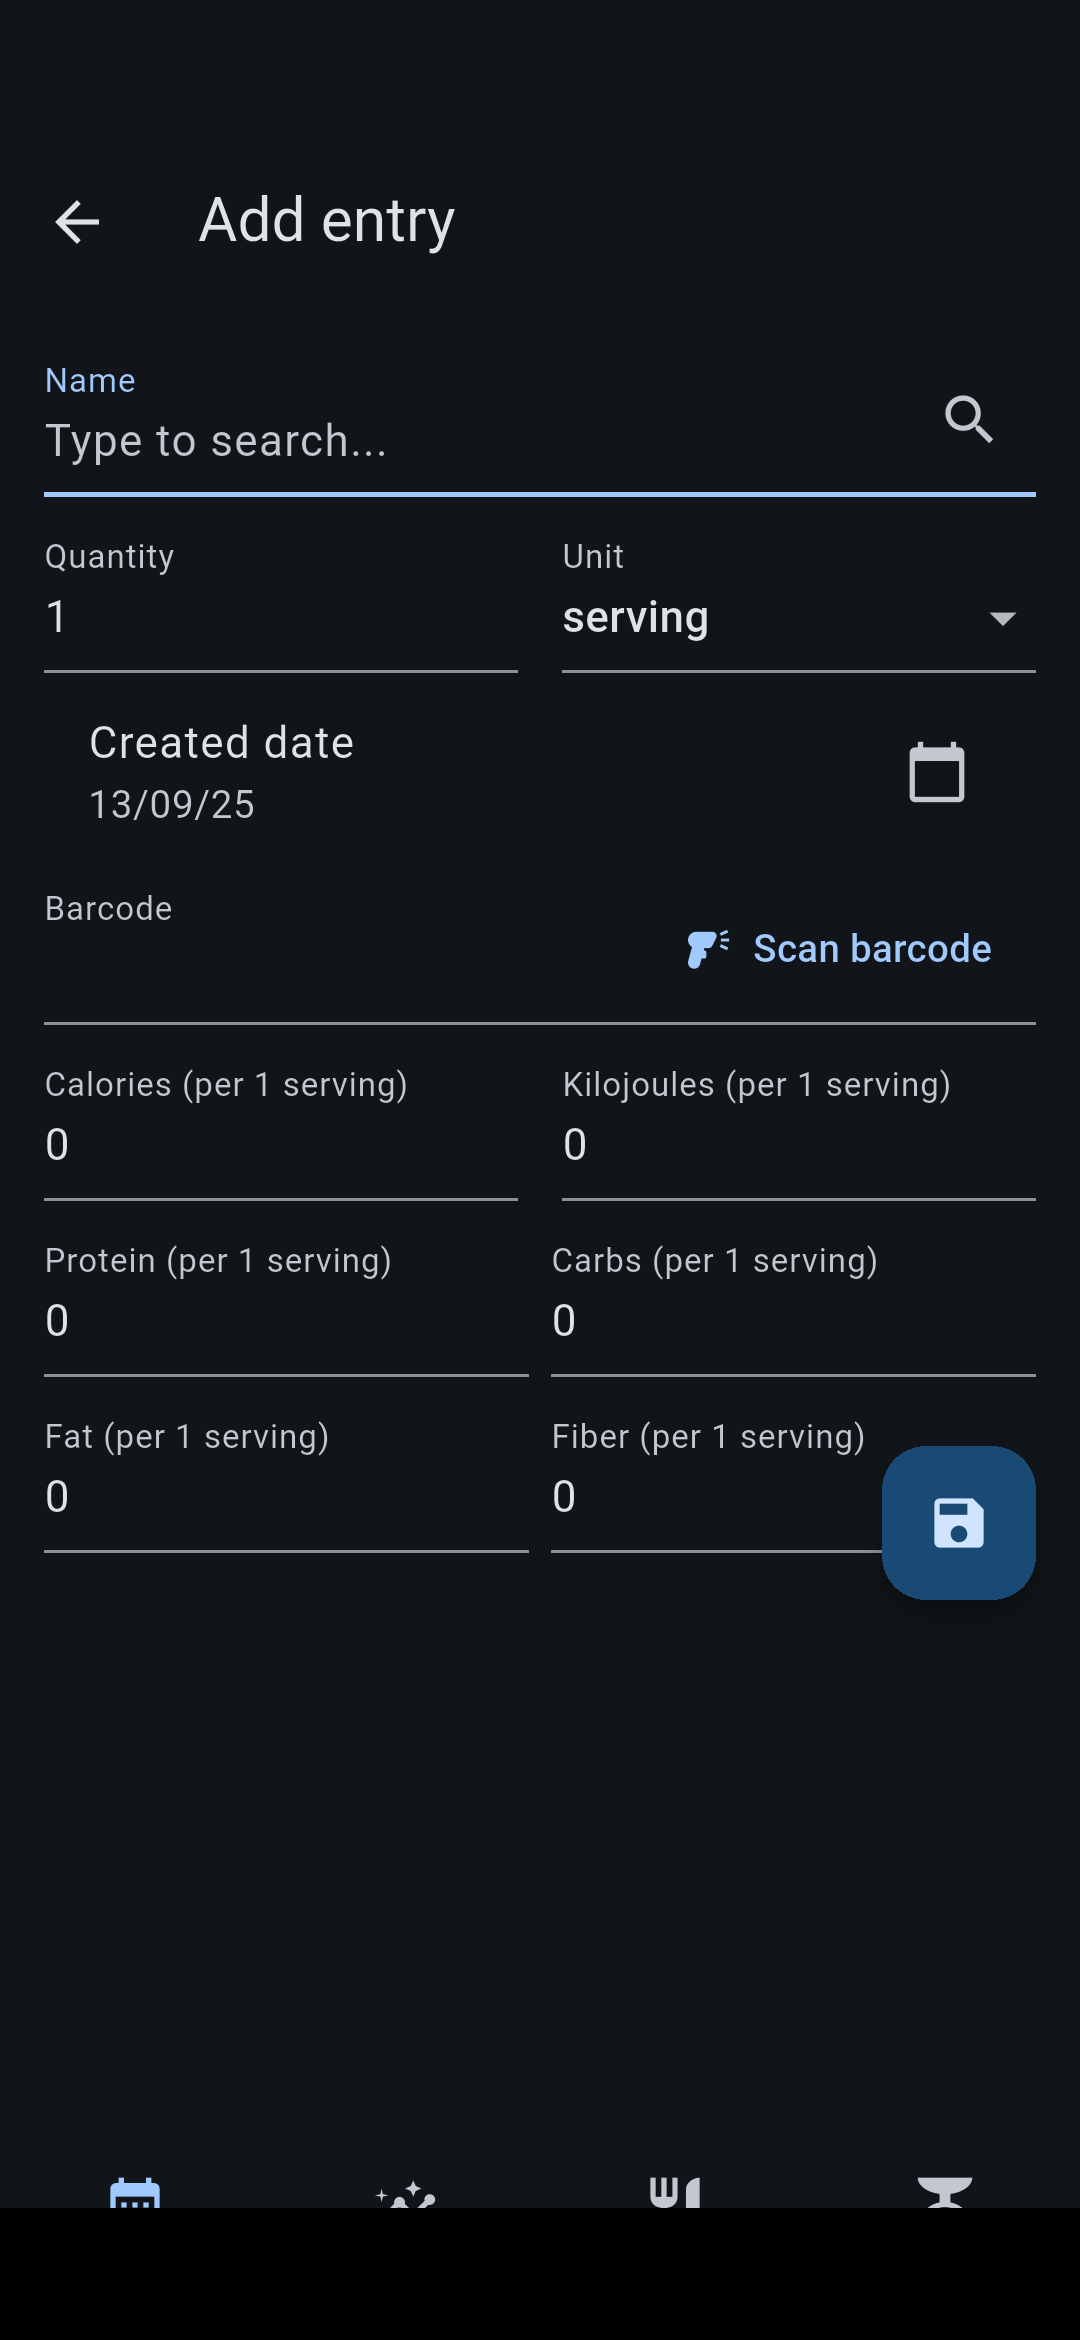 Add entry
Name
Type to search...
Quantity
Unit
1
serving
Created date
13/09/25
Barcode
Scan barcode
Calories (per 1 serving)
Kilojoules (per 1 serving)
0
0
Protein (per 1 serving)
Carbs (per 1 serving)
0
0
Fat (per 1 serving)
Fiber (per 1 serving)
0
0